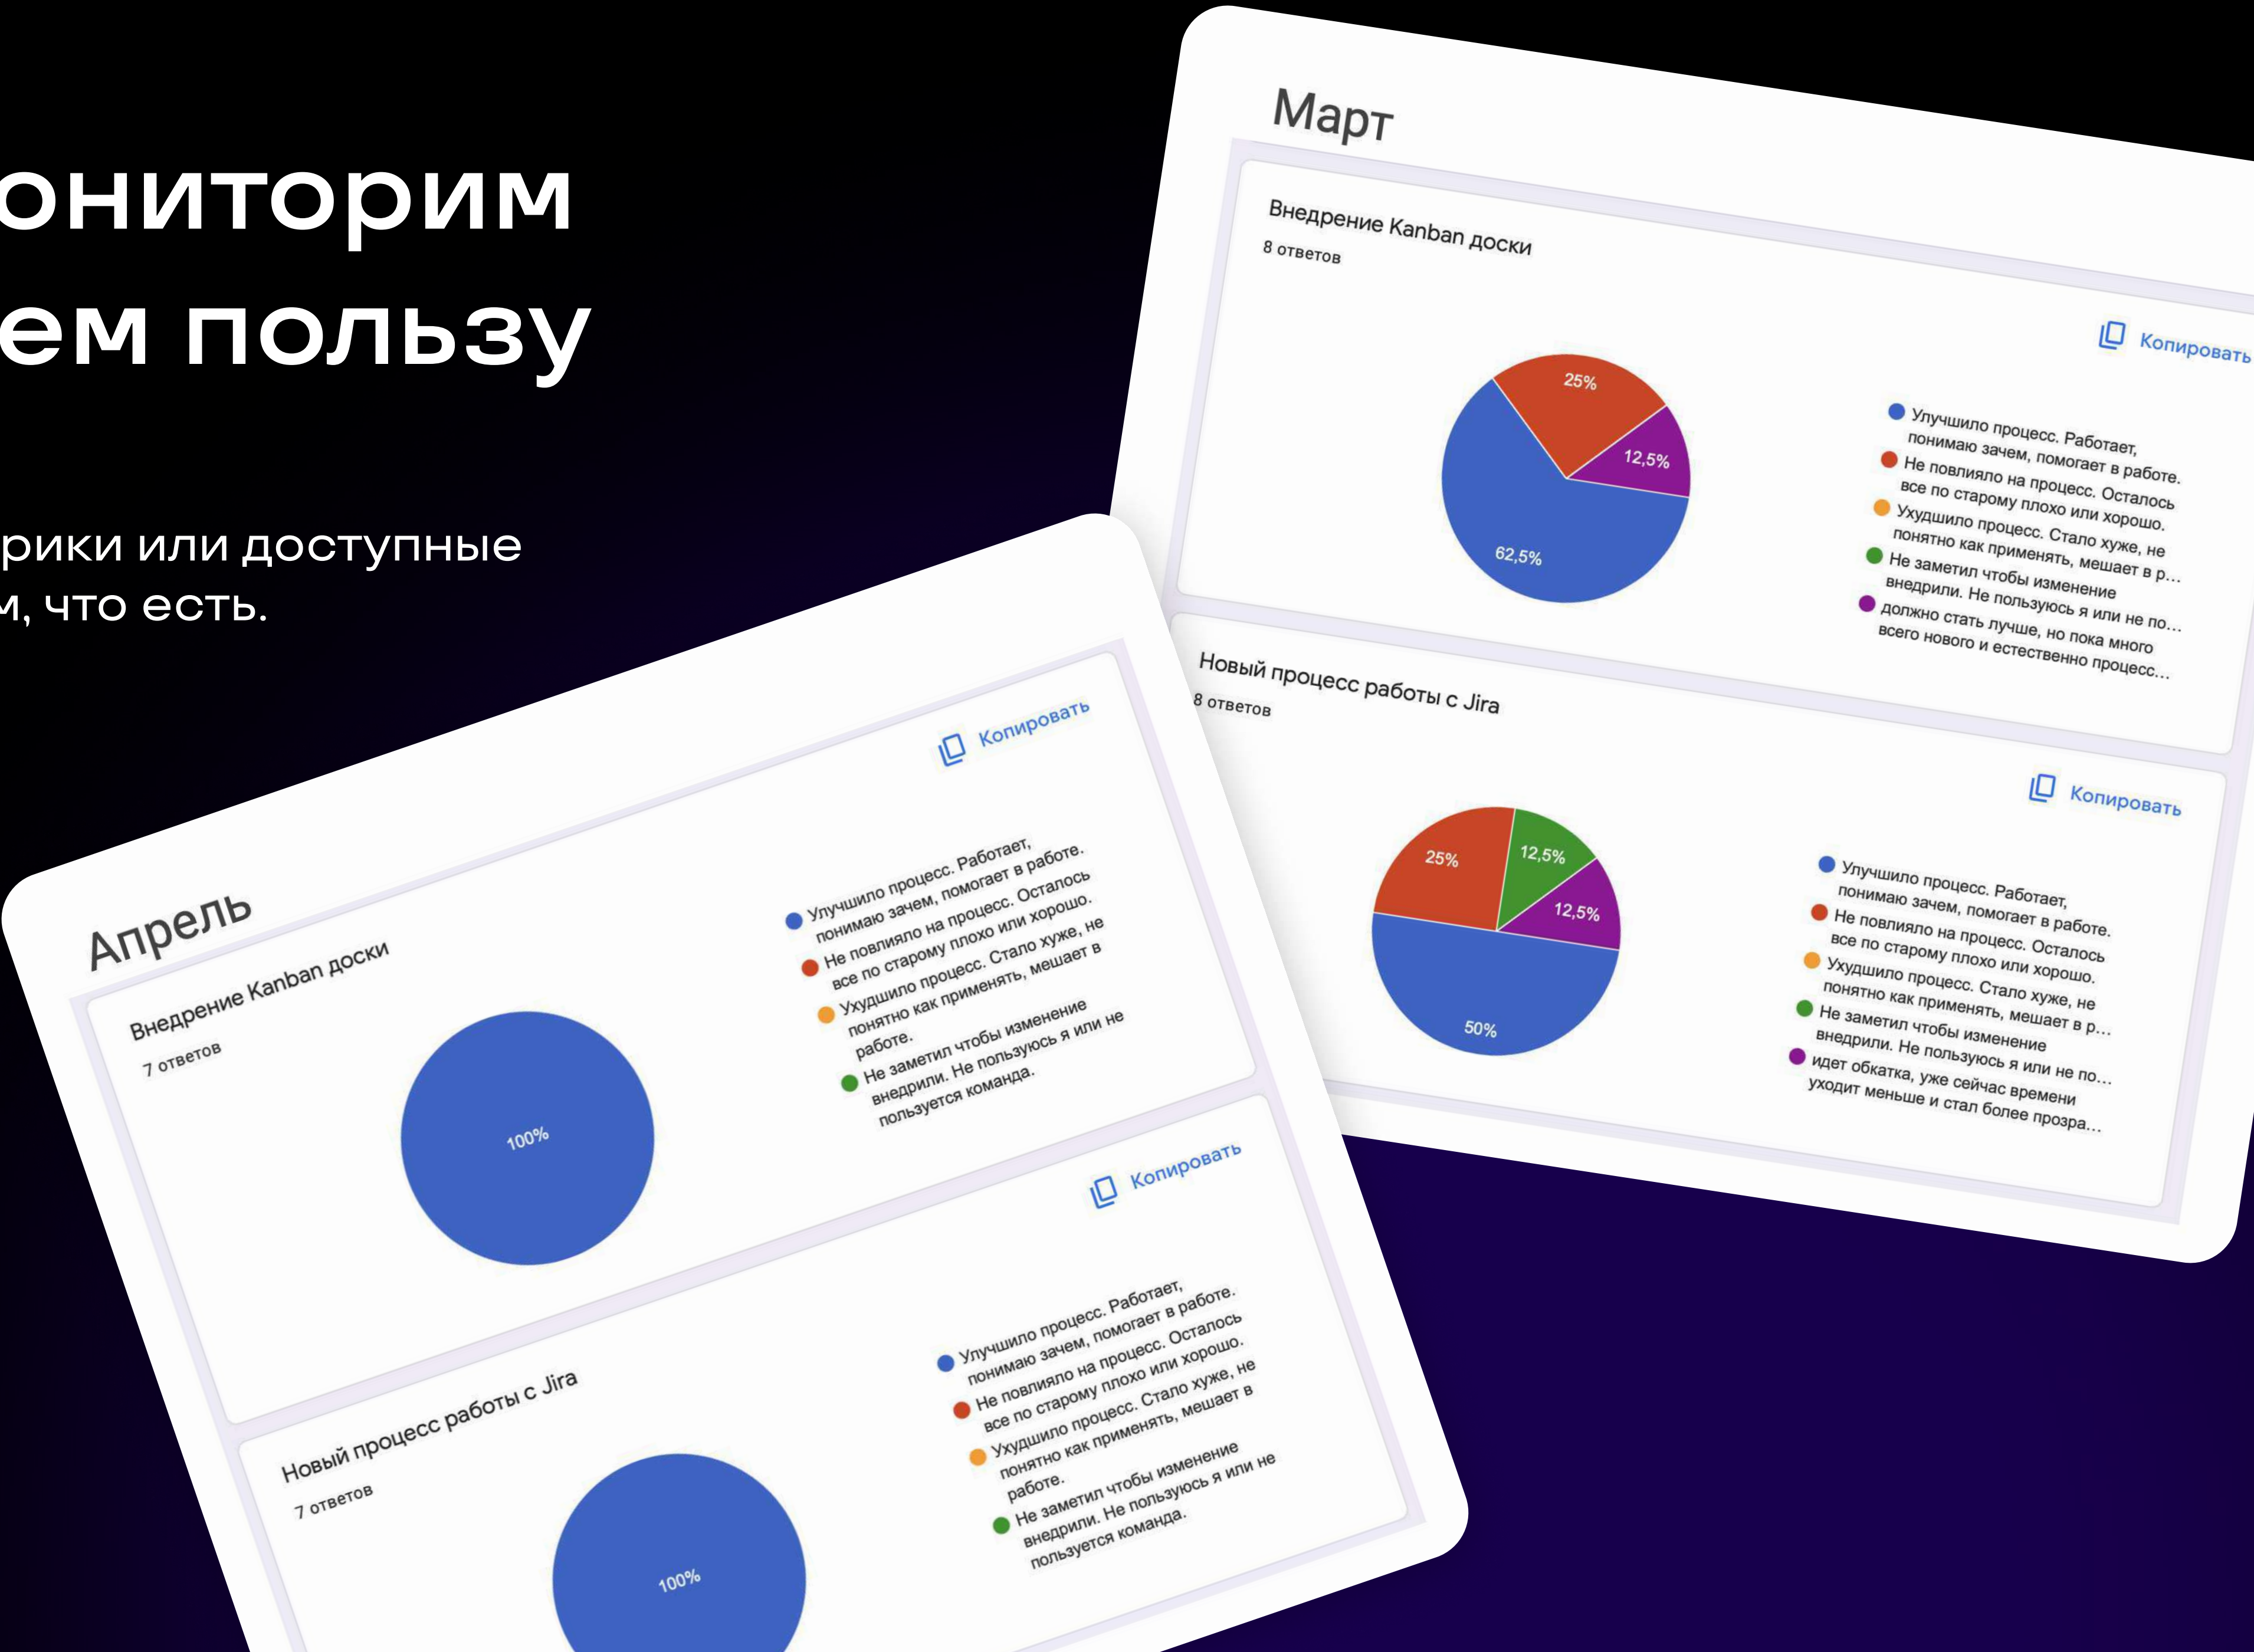 ониторим
ем пользу
рики или доступные
м, что есть.
Март
Внедрение Kanban доски
8 ответов
Копировать
25%
12,5%
62,5%
Улучшило процесс. Работает,
понимаю зачем, помогает в работе.
Не повлияло на процесс. Осталось
все по старому плохо или хорошо.
Ухудшило процесс. Стало хуже, не
понятно как применять, мешает в р...
Не заметил чтобы изменение
внедрили. Не пользуюсь я или не по...
должно стать лучше, но пока много
всего нового и естественно процесс...
Новый процесс работы с Jira
8 ответов
Копировать
25%
12,5%
12,5%
50%
Улучшило процесс. Работает,
понимаю зачем, помогает в работе.
Не повлияло на процесс. Осталось
все по старому плохо или хорошо.
Ухудшило процесс. Стало хуже, не
понятно как применять, мешает в р...
Не заметил чтобы изменение
внедрили. Не пользуюсь я или не по...
идет обкатка, уже сейчас времени
уходит меньше и стал более прозра...
Апрель
Внедрение Kanban доски
7 ответов
Копировать
100%
Улучшило процесс. Работает,
понимаю зачем, помогает в работе.
Не повлияло на процесс. Осталось
все по старому плохо или хорошо.
Ухудшило процесс. Стало хуже, не
понятно как применять, мешает в
работе.
Не заметил чтобы изменение
внедрили. Не пользуюсь я или не
пользуется команда.
Новый процесс работы с Jira
7 ответов
Копировать
100%
Улучшило процесс. Работает,
понимаю зачем, помогает в работе.
Не повлияло на процесс. Осталось
все по старому плохо или хорошо.
Ухудшило процесс. Стало хуже, не
понятно как применять, мешает в
работе.
Не заметил чтобы изменение
внедрили. Не пользуюсь я или не
пользуется команда.